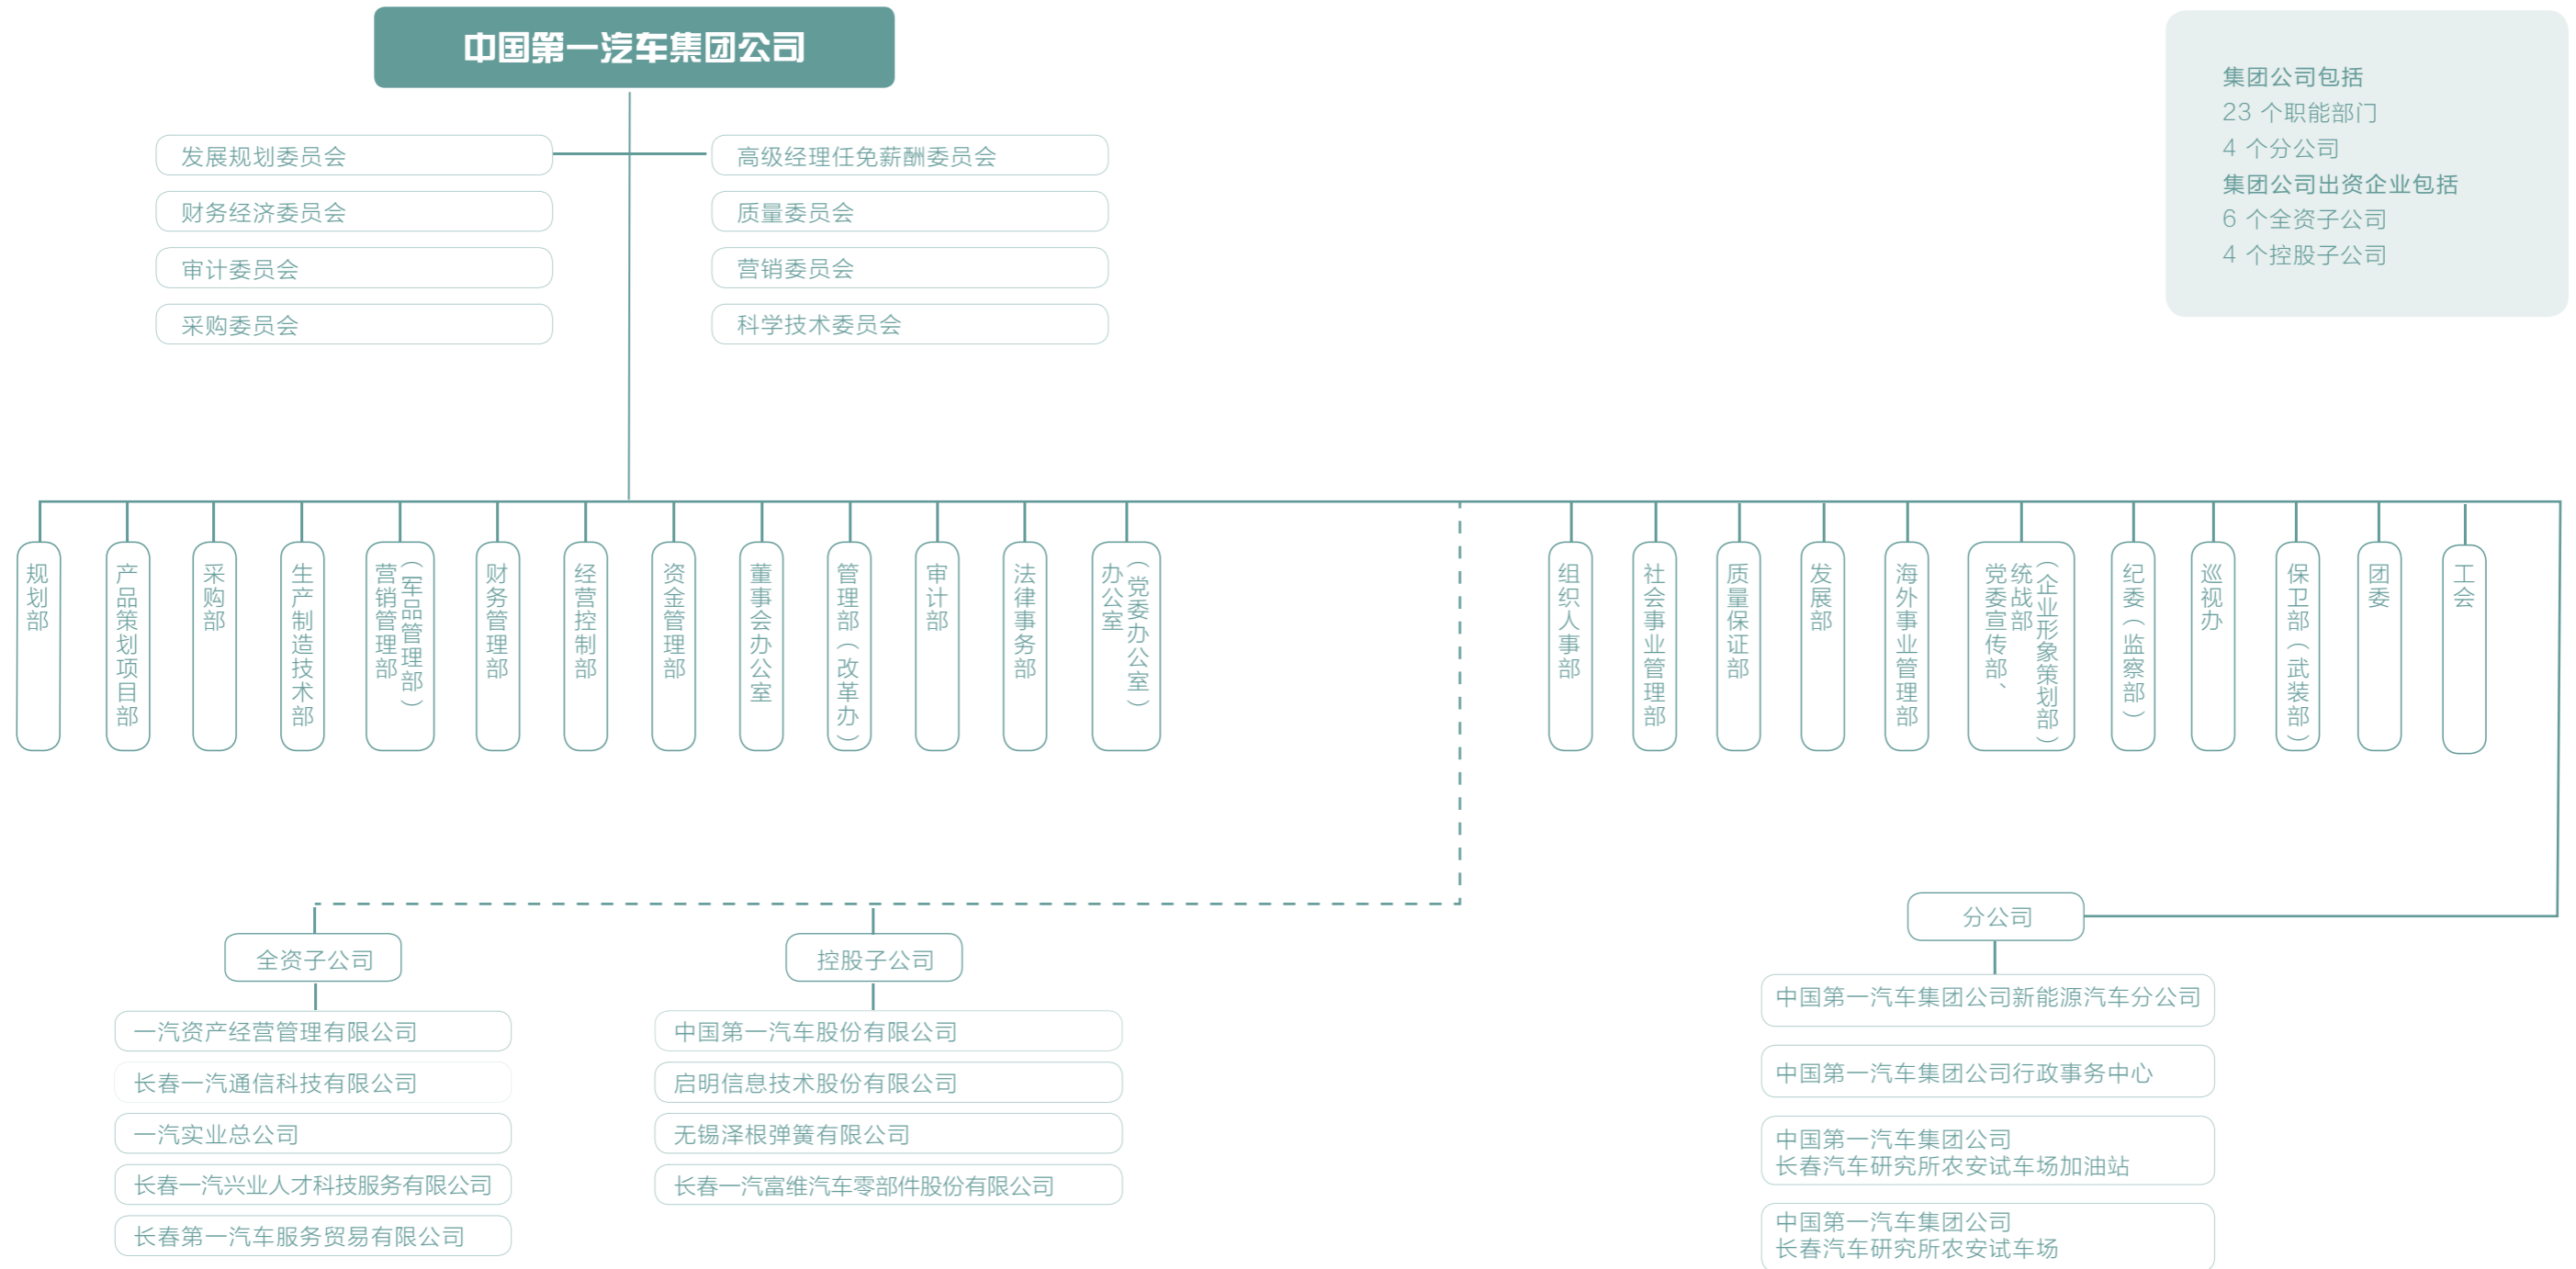 中国第一汽车集团公司
集团公司包括
23 个职能部门
4 个分公司
集团公司出资企业包括
6 个全资子公司
4 个控股子公司
发展规划委员会
高级经理任免薪酬委员会
财务经济委员会
质量委员会
审计委员会
营销委员会
采购委员会
科学技术委员会
规划部
产品策划项目部
采购部
生产制造技术部
营销管理部
（军品管理部）
财务管理部
经营控制部
资金管理部
董事会办公室
管理部（改革办）
审计部
法律事务部
办公室
（党委办公室）
组织人事部
社会事业管理部
质量保证部
发展部
海外事业管理部
党委宣传部、
统战部
（企业形象策划部）
纪委（监察部）
巡视办
保卫部（武装部）
团委
工会
全资子公司
一汽资产经营管理有限公司
长春一汽通信科技有限公司
一汽实业总公司
长春一汽兴业人才科技服务有限公司
长春第一汽车服务贸易有限公司
控股子公司
中国第一汽车股份有限公司
启明信息技术股份有限公司
无锡泽根弹簧有限公司
长春一汽富维汽车零部件股份有限公司
分公司
中国第一汽车集团公司新能源汽车分公司
中国第一汽车集团公司行政事务中心
中国第一汽车集团公司
长春汽车研究所农安试车场加油站
中国第一汽车集团公司
长春汽车研究所农安试车场